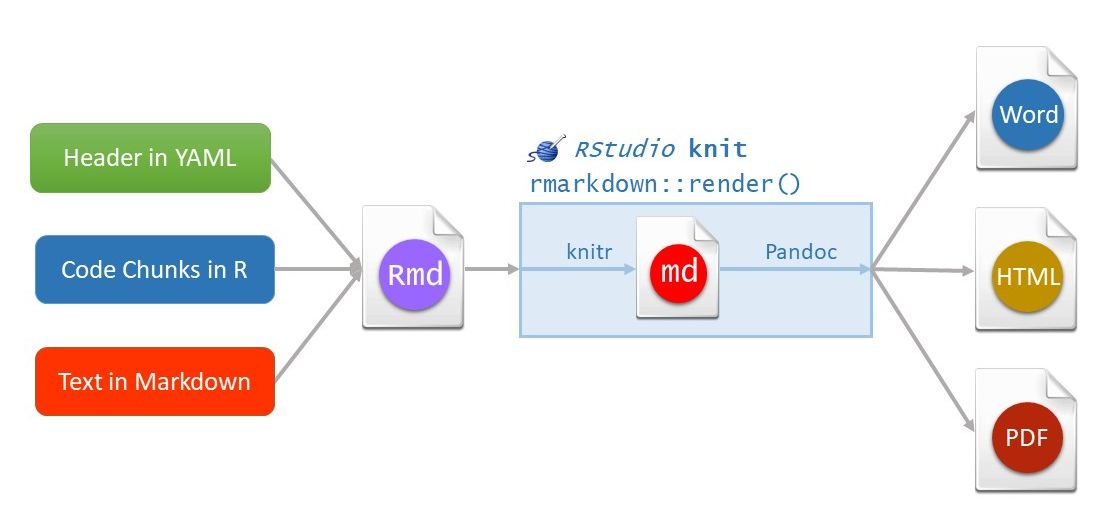 Header in YAML
Code Chunks in R
Text in Markdown
Rmd
RStudio knit
rmarkdown::render()
knitr
md
Pandoc
Word
HTML
PDF